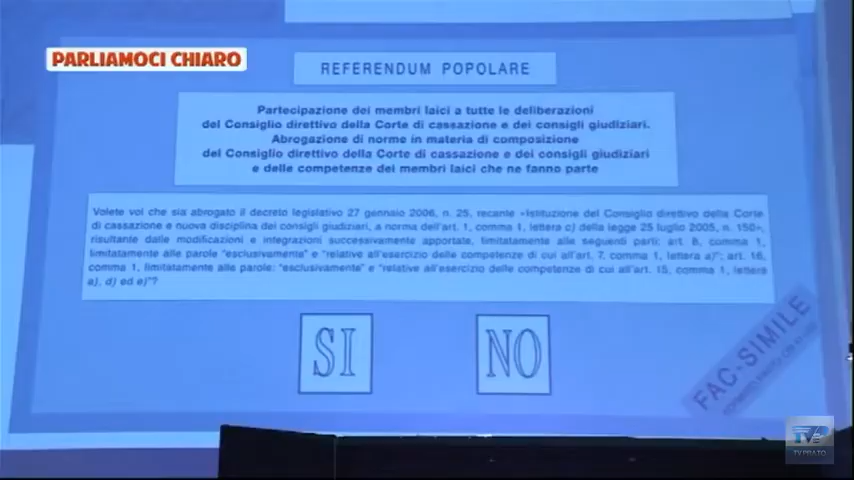 PARLIAMOCI CHIARO
REFERENDUM POPOLARE
Partecipazione dei membri laici a tutte le deliberazioni
del Consiglio direttivo della Corte di cassazione e dei consigli giudiziari.
Abrogazione di norme in materia di composizione
del Consiglio direttivo della Corte di cassazione e dei consigli giudiziari
e delle competenze dei membri laici che ne fanno parte
Volete voi che sia abrogato il decreto legislativo 27 gennaio 2006, n. 25, recante «Istituzione del Consiglio direttivo della Corte
di cassazione e nuova disciplina dei consigli giudiziari, a norma dell'art. 1, comma 1, lettera c) della legge 25 luglio 2005, n. 150»,
risultante dalle modificazioni e integrazioni successivamente apportate, limitatamente alle seguenti parti: art. 8, comma 1,
limitatamente alle parole "esclusivamente" e "relative all'esercizio delle competenze di cui all'art. 7, comma 1, lettera a)"; art. 16,
comma 1, limitatamente alle parole: "esclusivamente" e "relative all'esercizio delle competenze di cui all'art. 15, comma 1, lettere
a), d) ed e)"?
SI
NO
FAC-SIMILE
TV
TV PRATO